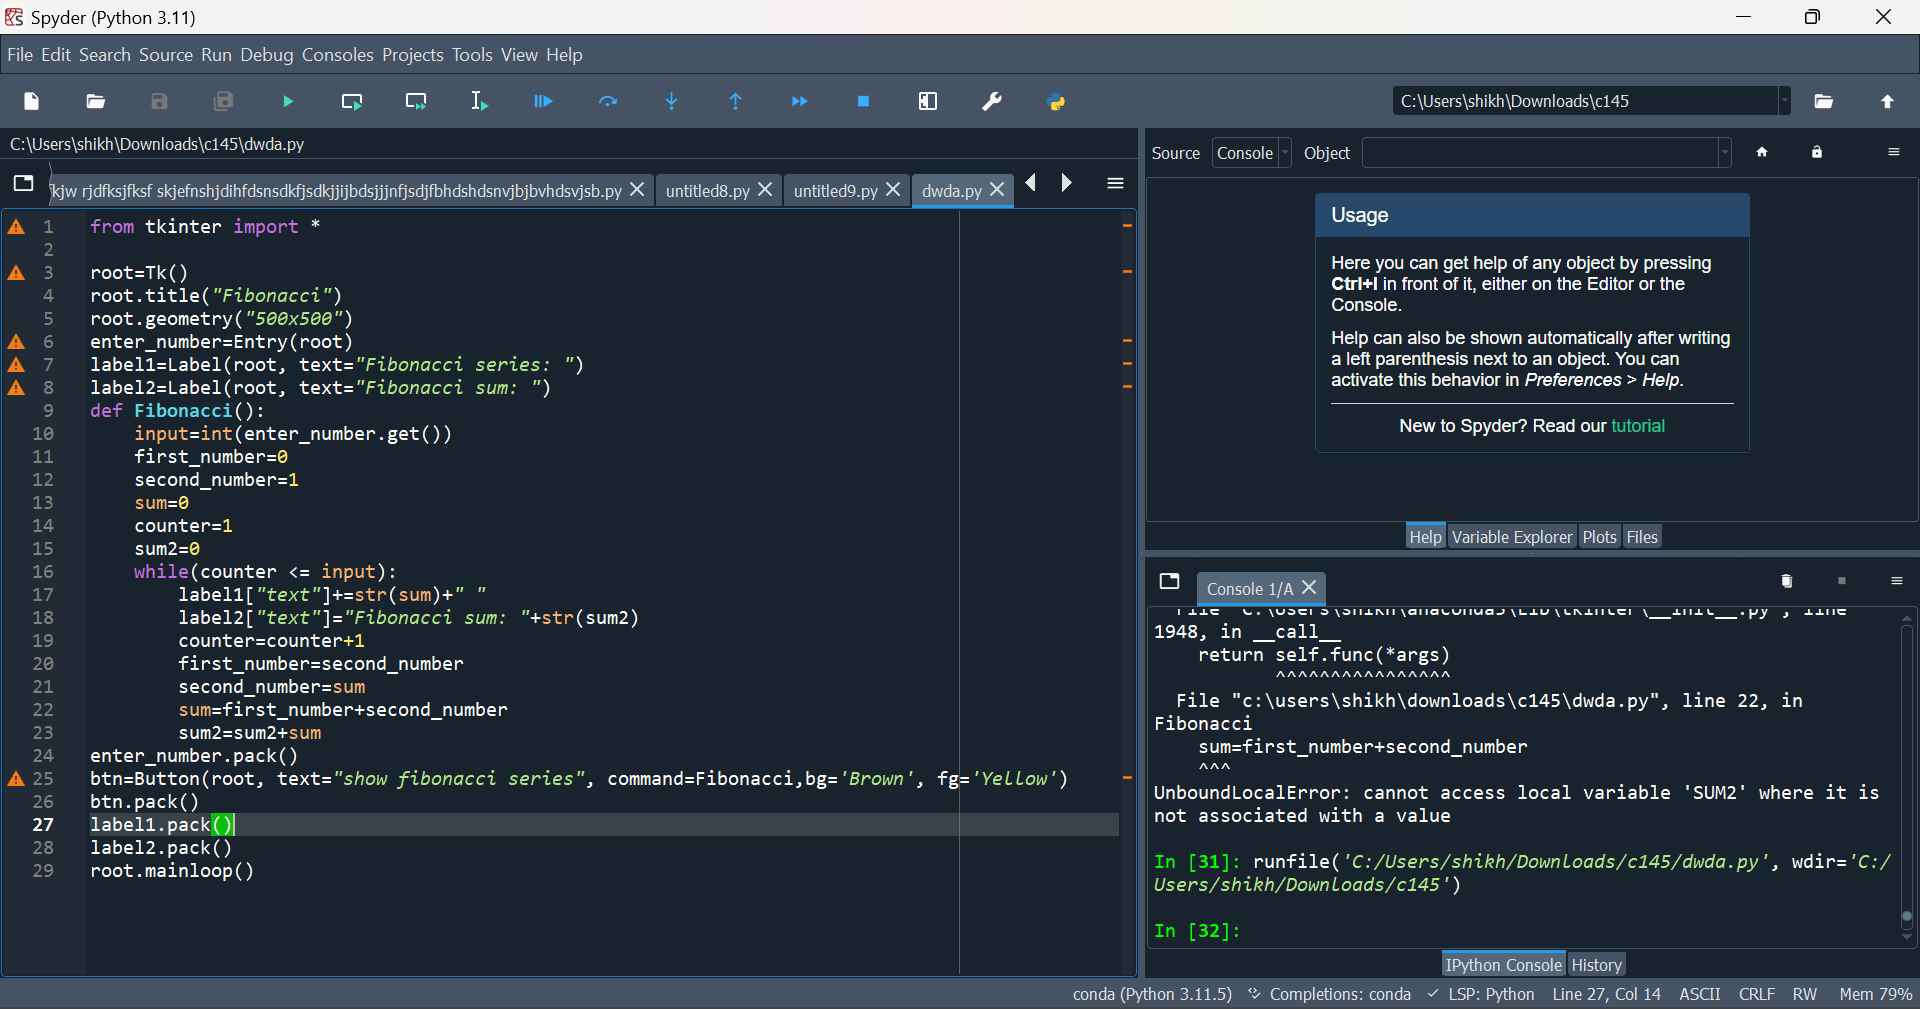 Spyder (Python 3.11)
File Edit Search Source Run Debug Consoles Projects Tools View Help
C:\Users\shikh\Downloads\c145
C:\Users\shikh\Downloads\c145\dwda.py
kjw rjdfksjfksf skjefnshjdihfdsnsdkfjsdkjjijbdsjjjnfjsdjfbhdshdsnvjbjbvhdsvjsb.py untitled8.py untitled9.py dwda.py
1 from tkinter import *
2
3 root=Tk()
4 root.title("Fibonacci")
5 root.geometry("500x500")
6 enter_number=Entry(root)
7 label1=Label(root, text="Fibonacci series: ")
8 label2=Label(root, text="Fibonacci sum: ")
9 def Fibonacci():
10 input=int(enter_number.get())
11 first_number=0
12 second_number=1
13 sum=0
14 counter=1
15 sum2=0
16 while(counter <= input):
17 label1["text"]+=str(sum)+" "
18 label2["text"]="Fibonacci sum: "+str(sum2)
19 counter=counter+1
20 first_number=second_number
21 second_number=sum
22 sum=first_number+second_number
23 sum2=sum2+sum
24 enter_number.pack()
25 btn=Button(root, text="show fibonacci series", command=Fibonacci,bg='Brown', fg='Yellow')
26 btn.pack()
27 label1.pack()
28 label2.pack()
29 root.mainloop()
Source Console Object
Usage
Here you can get help of any object by pressing
Ctrl+I in front of it, either on the Editor or the
Console.
Help can also be shown automatically after writing
a left parenthesis next to an object. You can
activate this behavior in Preferences > Help.
New to Spyder? Read our tutorial
Help Variable Explorer Plots Files
Console 1/A
File "C:\Users\shikh\anaconda3\Lib\tkinter\__init__.py", line
1948, in __call__
return self.func(*args)
^^^^^^^^^^^^^^^^
File "c:\users\shikh\downloads\c145\dwda.py", line 22, in
Fibonacci
sum=first_number+second_number
^^^
UnboundLocalError: cannot access local variable 'SUM2' where it is
not associated with a value
In [31]: runfile('C:/Users/shikh/Downloads/c145/dwda.py', wdir='C:/
Users/shikh/Downloads/c145')
In [32]:
IPython Console History
conda (Python 3.11.5) Completions: conda LSP: Python Line 27, Col 14 ASCII CRLF RW Mem 79%